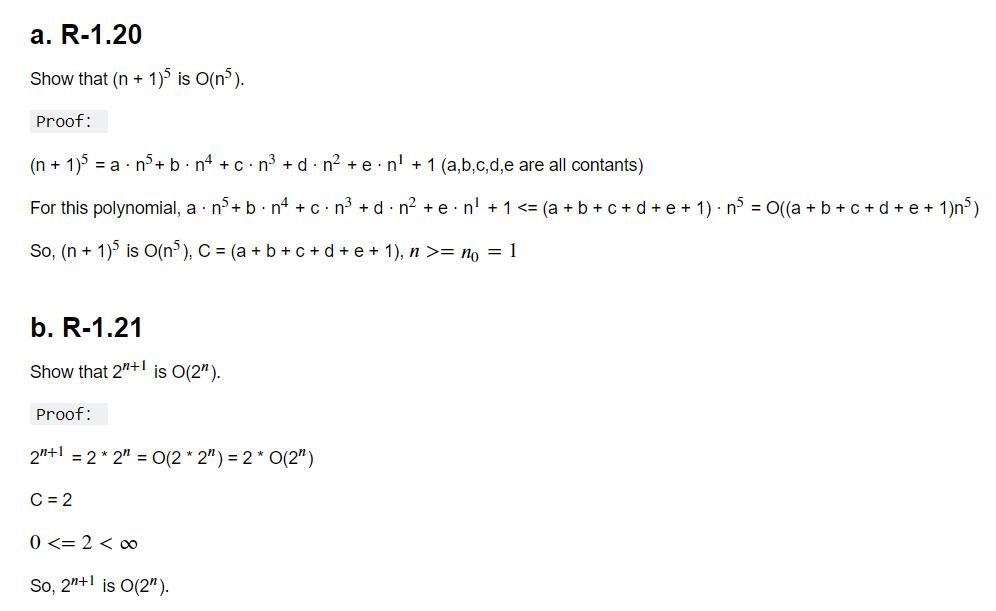 a. R-1.20
Show that (n + 1)⁵ is O(n⁵).
Proof:
(n + 1)⁵ = a · n⁵+ b · n⁴ + c · n³ + d · n² + e · n¹ + 1 (a,b,c,d,e are all contants)
For this polynomial, a · n⁵+ b · n⁴ + c · n³ + d · n² + e · n¹ + 1 <= (a + b + c + d + e + 1) · n⁵ = O((a + b + c + d + e + 1)n⁵)
So, (n + 1)⁵ is O(n⁵), C = (a + b + c + d + e + 1), n >= n₀ = 1
b. R-1.21
Show that 2ⁿ⁺¹ is O(2ⁿ).
Proof:
2ⁿ⁺¹ = 2 * 2ⁿ = O(2 * 2ⁿ) = 2 * O(2ⁿ)
C = 2
0 <= 2 < ∞
So, 2ⁿ⁺¹ is O(2ⁿ).